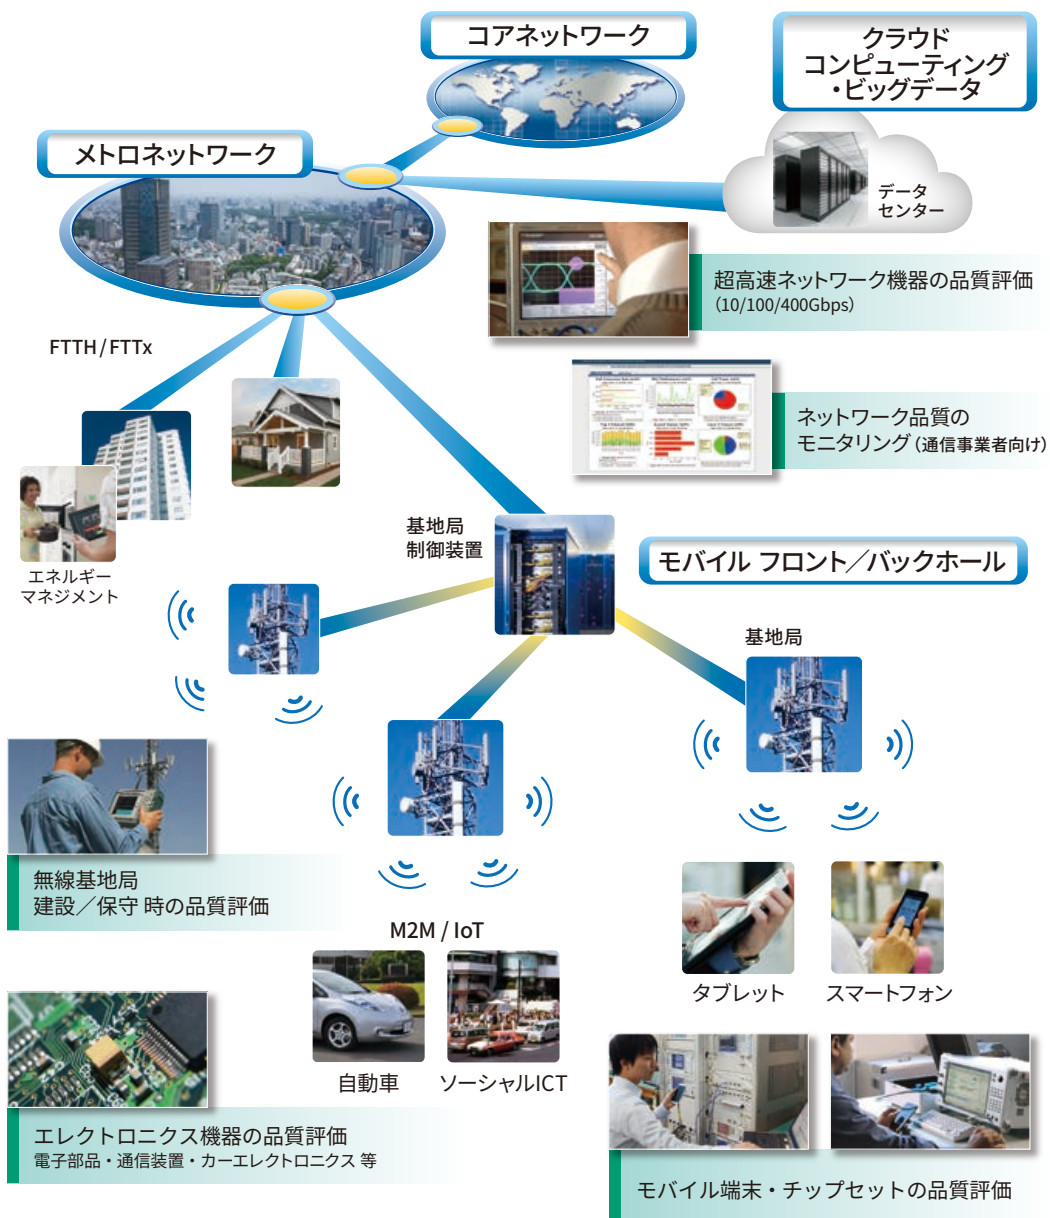 コアネットワーク
クラウド
コンピューティング
・ビッグデータ
メトロネットワーク
データ
センター
超高速ネットワーク機器の品質評価
（10/100/400Gbps）
FTTH / FTTx
ネットワーク品質の
モニタリング（通信事業者向け）
基地局
制御装置
モバイル フロント／バックホール
エネルギー
マネジメント
基地局
無線基地局
建設／保守 時の品質評価
M2M / IoT
タブレット
スマートフォン
自動車
ソーシャルICT
エレクトロニクス機器の品質評価
電子部品・通信装置・カーエレクトロニクス 等
モバイル端末・チップセットの品質評価